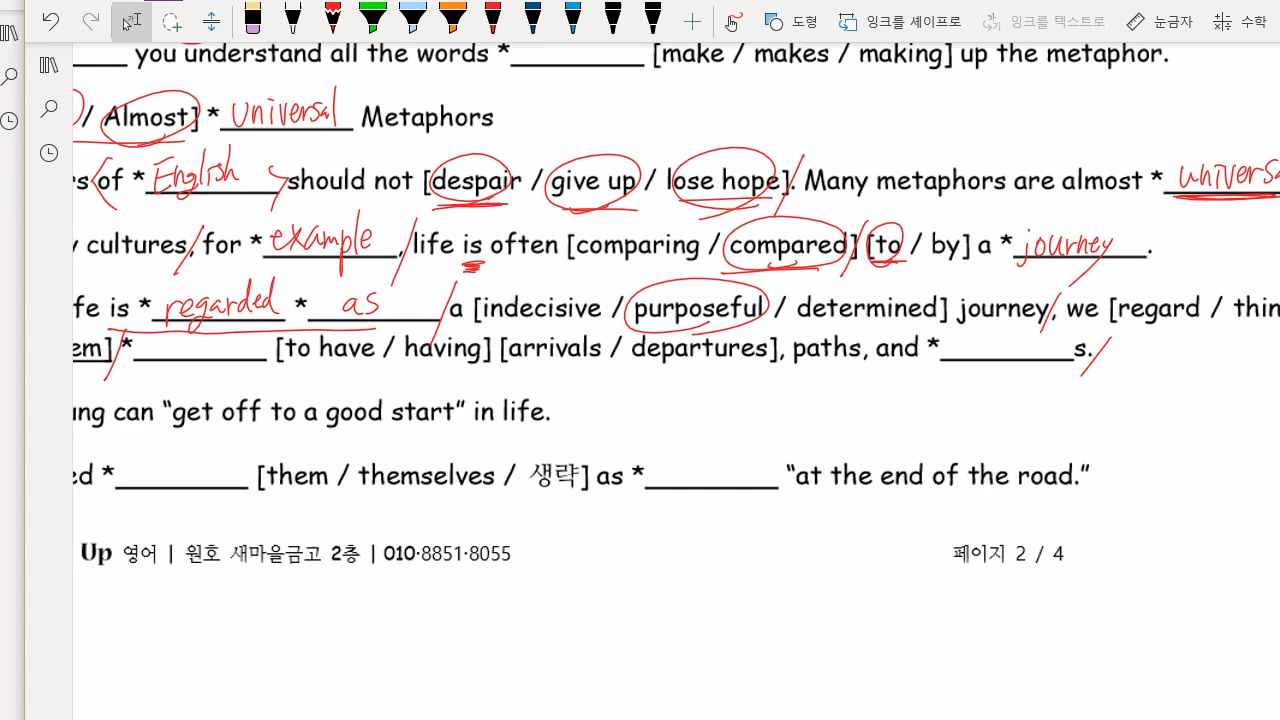 도형 잉크를 셰이프로 잉크를 텍스트로 눈금자 수학
you understand all the words *__________ [make / makes / making] up the metaphor.
/ Almost] * universal Metaphors
s of * English should not [despair / give up / lose hope]. Many metaphors are almost * univers
y cultures, for * example, life is often [comparing / compared] [to / by] a * journey.
fe is * regarded * as a [indecisive / purposeful / determined] journey, we [regard / thin
em] *__________ [to have / having] [arrivals / departures], paths, and *__________s.
ung can “get off to a good start” in life.
ed *__________ [them / themselves / 생략] as *__________ “at the end of the road.”
Up 영어 | 원호 새마을금고 2층 | 010·8851·8055 페이지 2 / 4